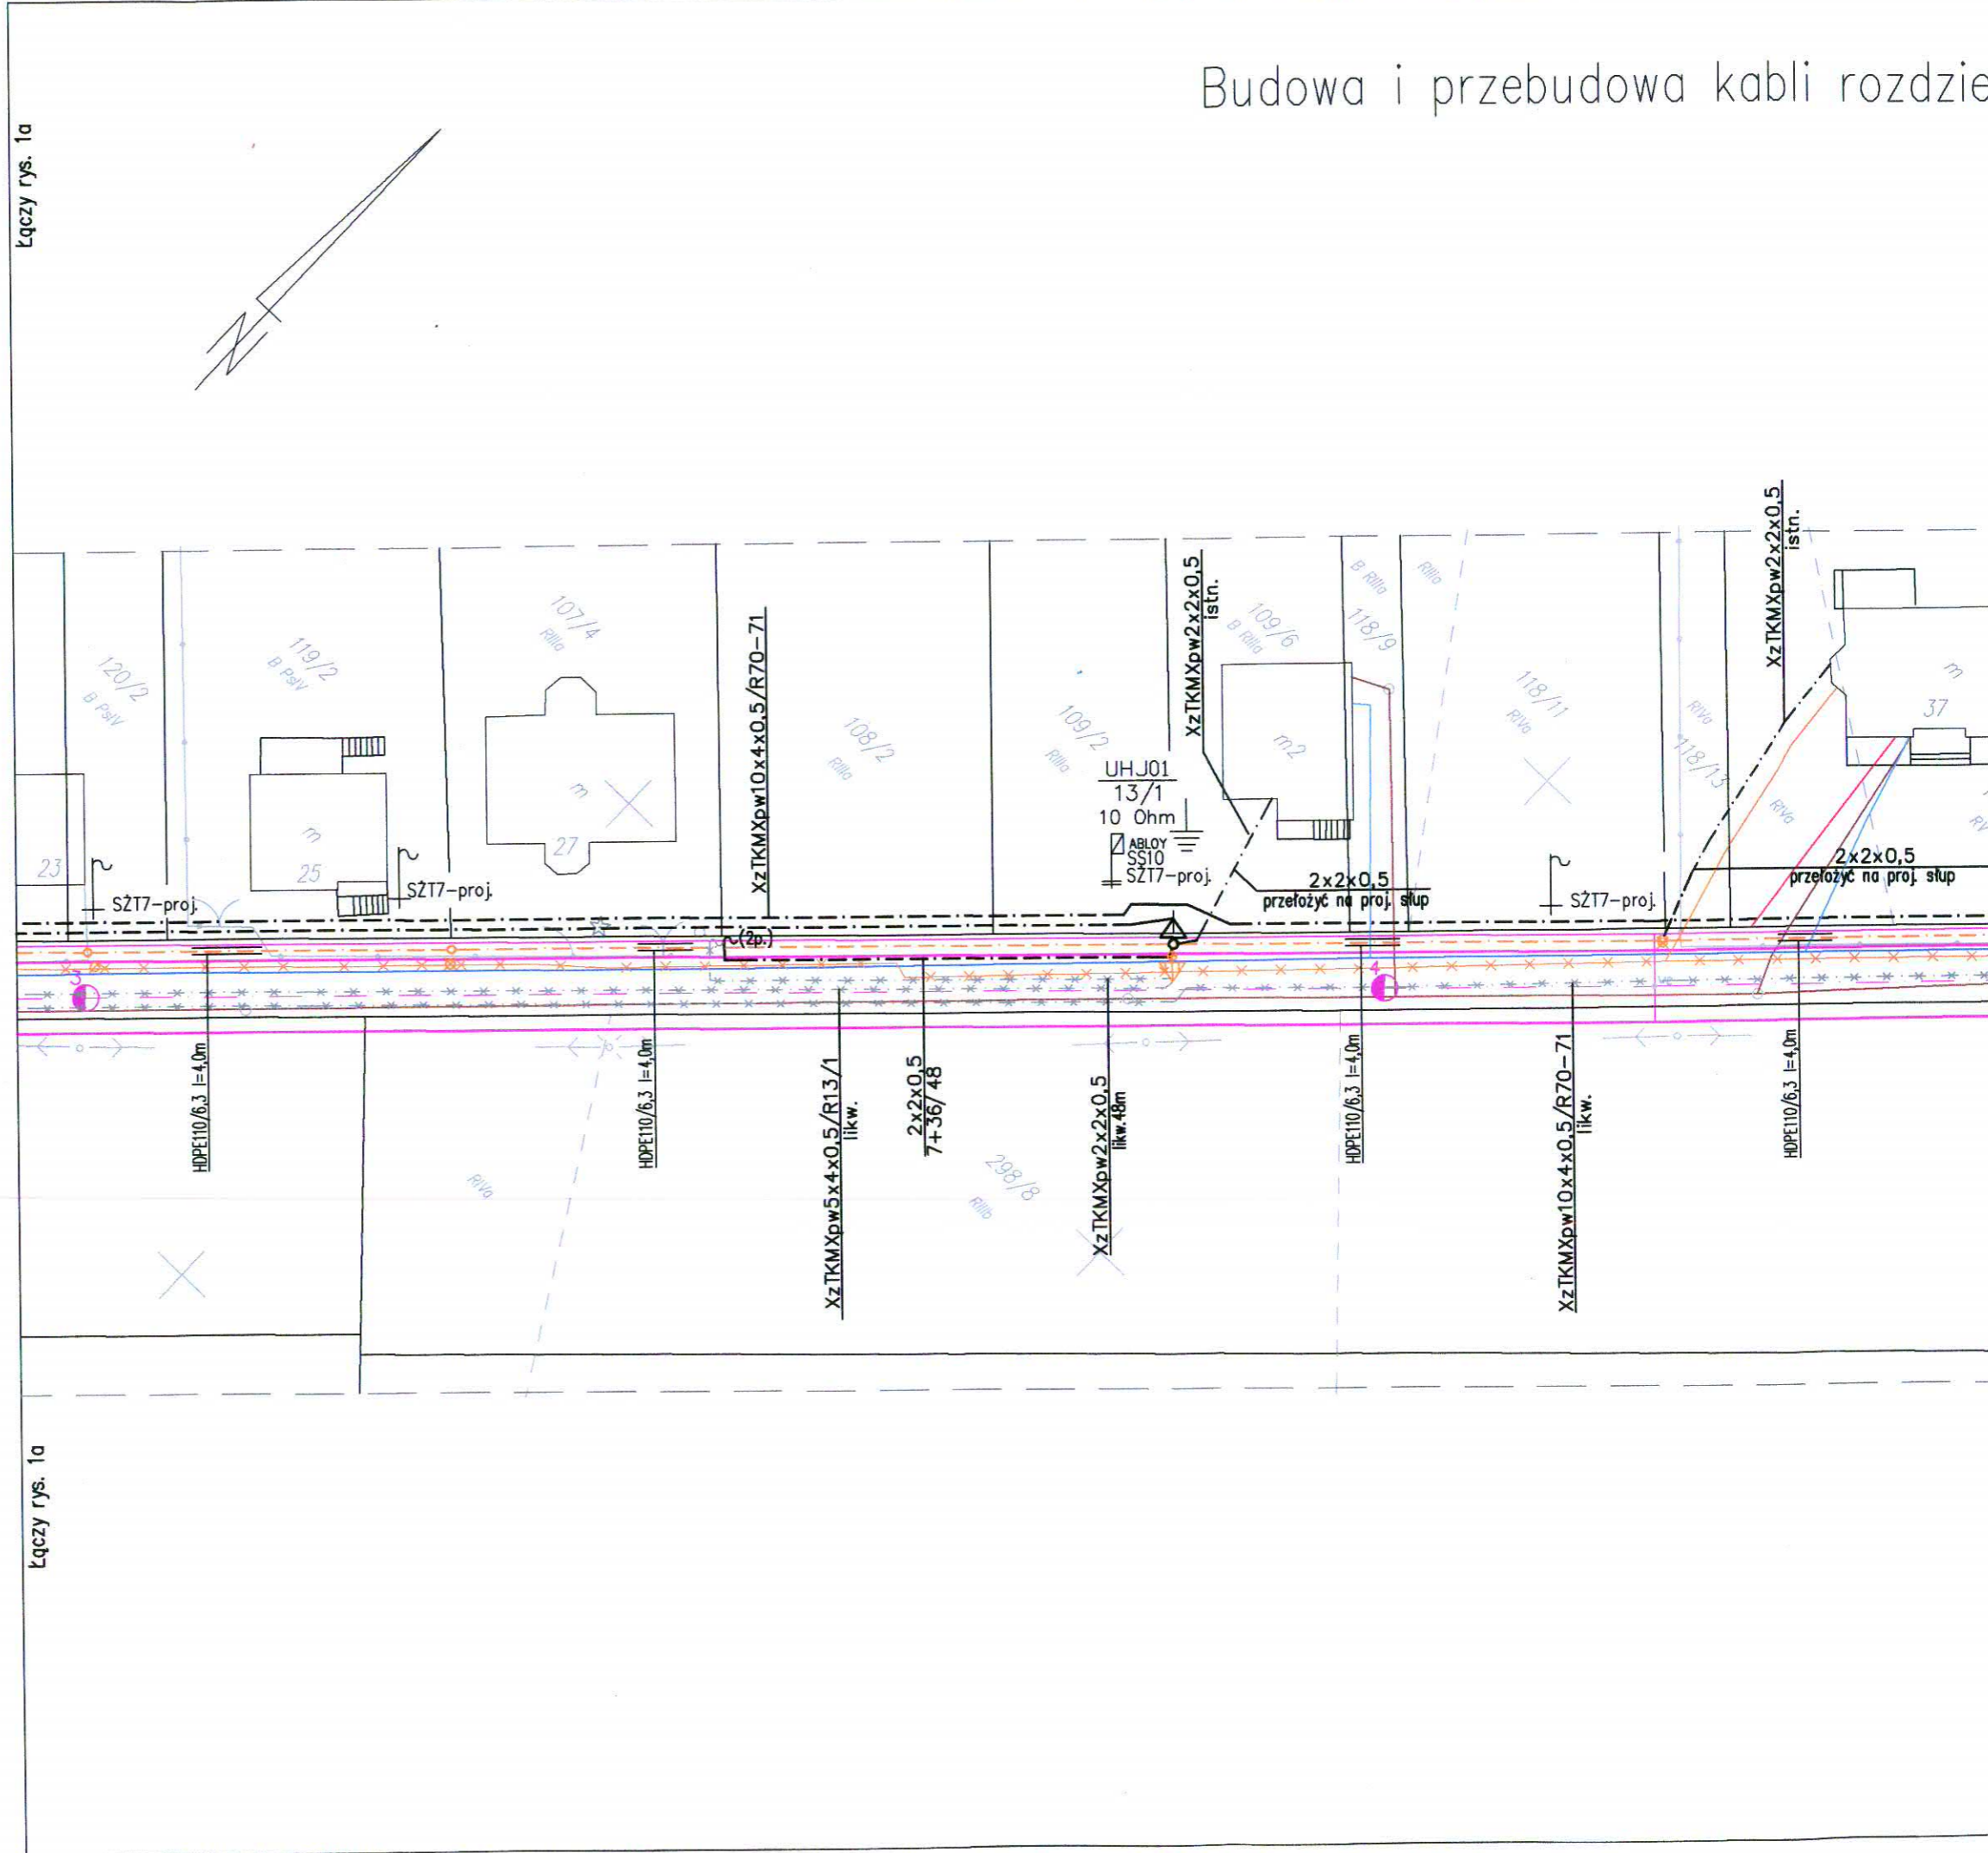 Budowa i przebudowa kabli rozdzie
Łączy rys. 1a
N
XzTKMXpw2x2x0,5
istn.
XzTKMXpw2x2x0,5
istn.
120/2
B PsIV
119/2
B PsIV
107/4
RIIIa
XzTKMXpw10x4x0,5/R70-71
108/2
RIIIa
109/2
RIIIa
109/6
B RIIIa
118/9
B RIIIa
RIIIa
118/11
RIVa
RIVa
118/13
RIVa
m
37
m2
UHJ01
13/1
10 Ohm
ABLOY
SS10
SŻT7-proj.
23
m
25
m
27
SŻT7-proj.
SŻT7-proj.
2x2x0,5
przełożyć na proj. słup
SŻT7-proj.
2x2x0,5
przełożyć na proj. słup
(2p.)
3
4
HDPE110/6,3 l=4,0m
HDPE110/6,3 l=4,0m
XzTKMXpw5x4x0,5/R13/1
likw.
2x2x0,5
7+36/48
XzTKMXpw2x2x0,5
likw.48m
HDPE110/6,3 l=4,0m
XzTKMXpw10x4x0,5/R70-71
likw.
HDPE110/6,3 l=4,0m
RIVa
298/8
RIIIb
Łączy rys. 1a